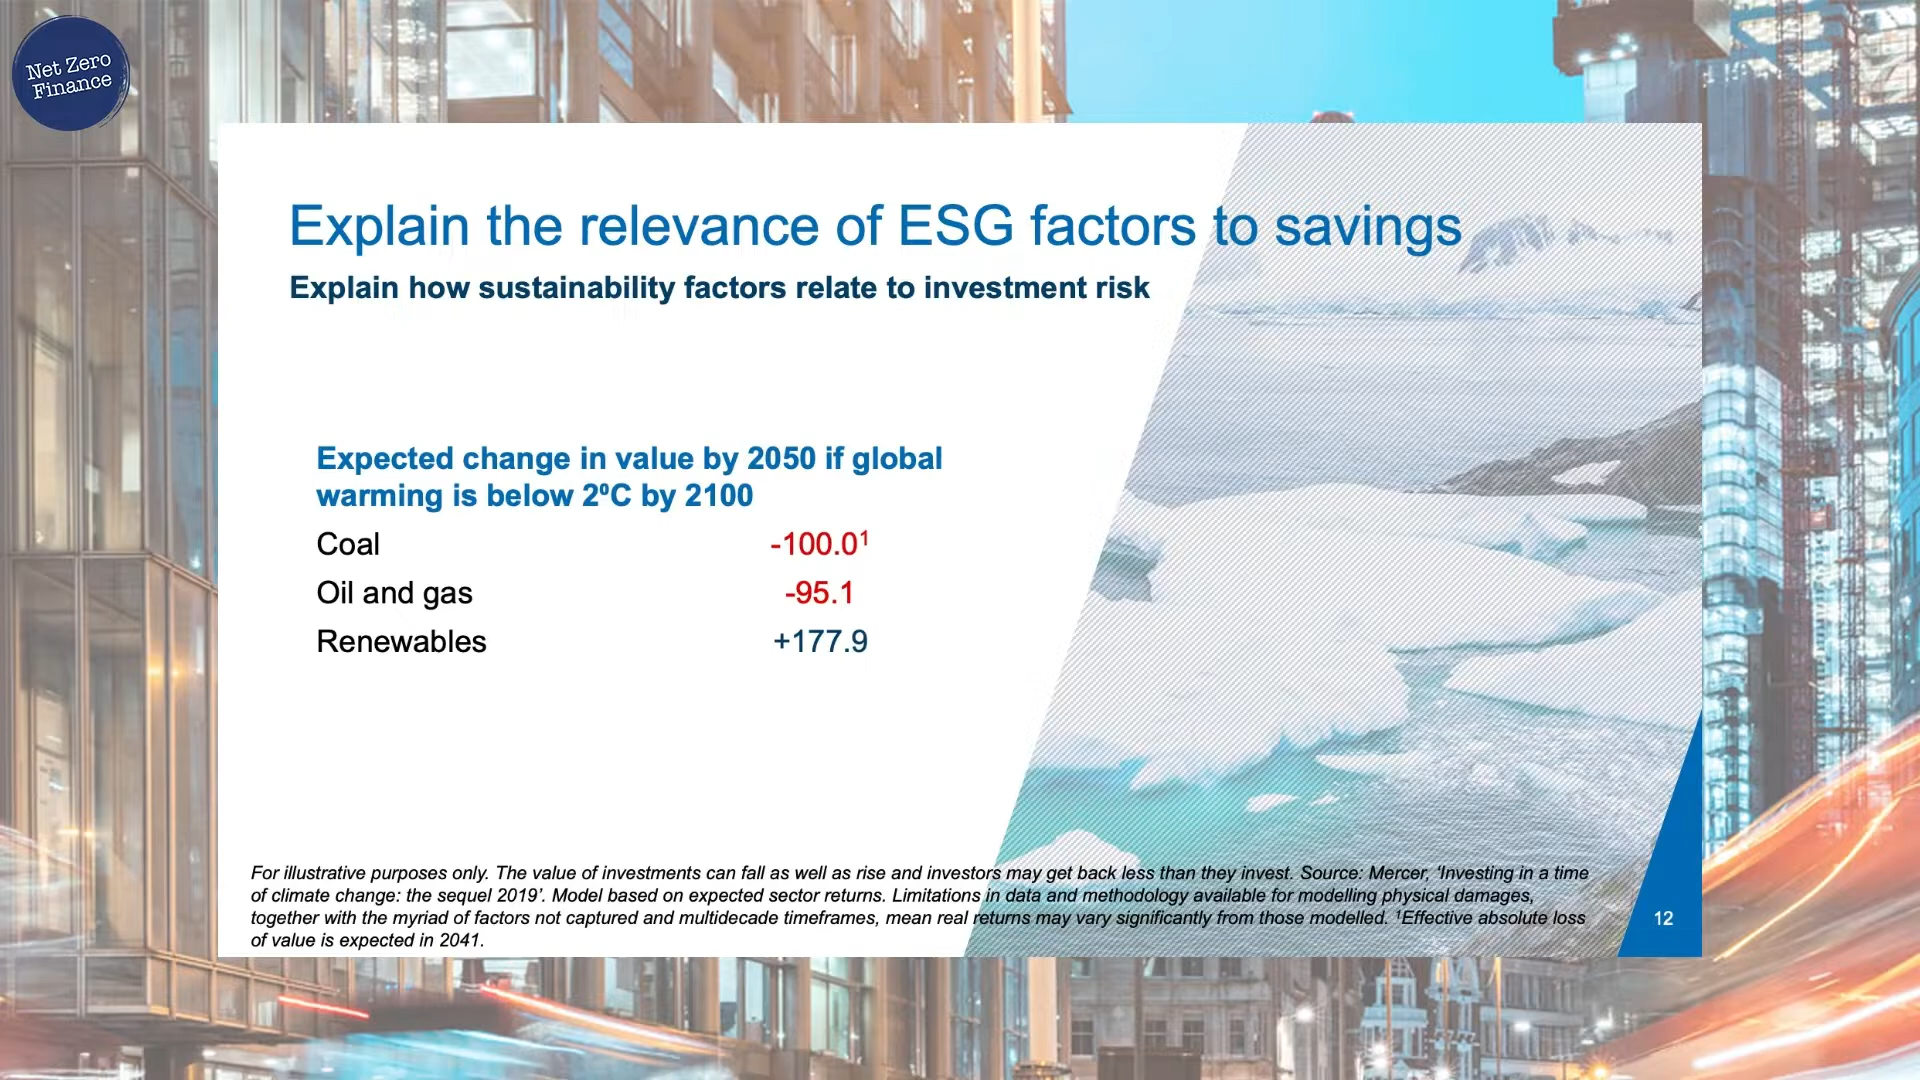 Net Zero
Finance
Explain the relevance of ESG factors to savings
Explain how sustainability factors relate to investment risk
Expected change in value by 2050 if global
warming is below 2⁰C by 2100
Coal -100.0¹
Oil and gas -95.1
Renewables +177.9
For illustrative purposes only. The value of investments can fall as well as rise and investors may get back less than they invest. Source: Mercer, ‘Investing in a time
of climate change: the sequel 2019’. Model based on expected sector returns. Limitations in data and methodology available for modelling physical damages,
together with the myriad of factors not captured and multidecade timeframes, mean real returns may vary significantly from those modelled. ¹Effective absolute loss
of value is expected in 2041.
12